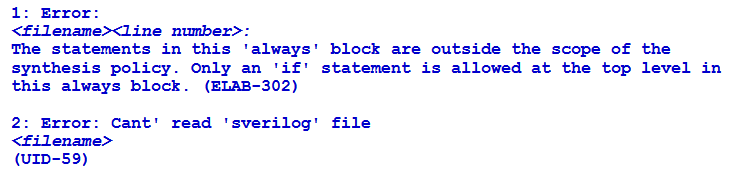 1: Error:
<filename><line number>:
The statements in this 'always' block are outside the scope of the
synthesis policy. Only an 'if' statement is allowed at the top level in
this always block. (ELAB-302)
2: Error: Cant' read 'sverilog' file
<filename>
(UID-59)